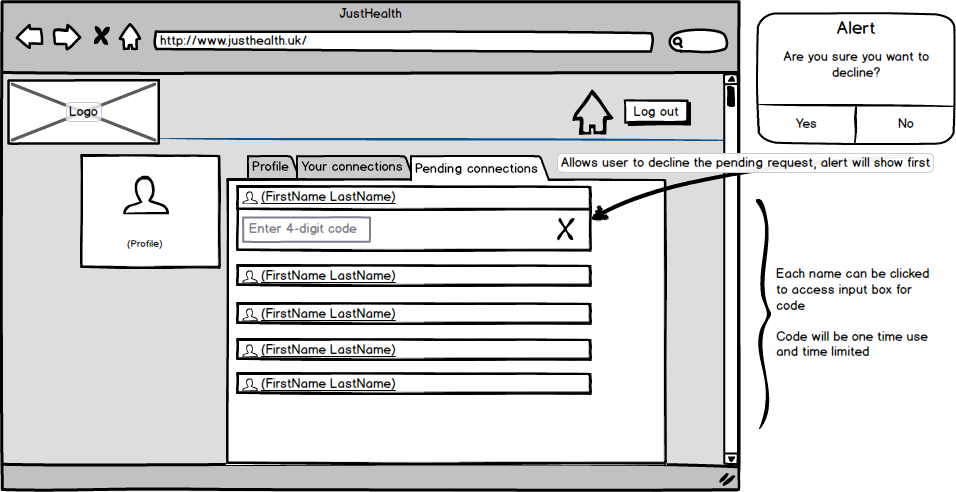 JustHealth
http://www.justhealth.uk/
Logo
Log out
Alert
Are you sure you want to
decline?
Yes
No
Allows user to decline the pending request, alert will show first
Profile
Your connections
Pending connections
(Profile)
(FirstName LastName)
Enter 4-digit code
X
(FirstName LastName)
(FirstName LastName)
(FirstName LastName)
(FirstName LastName)
Each name can be clicked
to access input box for
code
Code will be one time use
and time limited